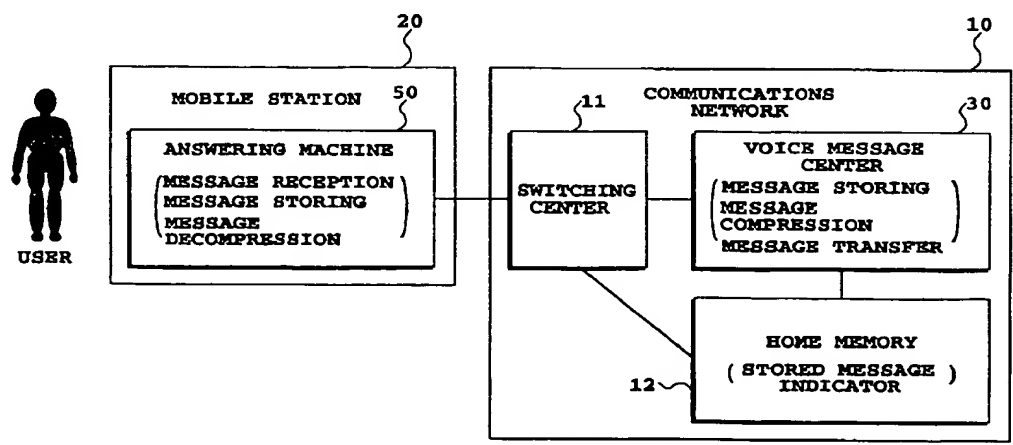 20
10
MOBILE STATION
50
ANSWERING MACHINE
(MESSAGE RECEPTION
MESSAGE STORING
MESSAGE
DECOMPRESSION)
USER
COMMUNICATIONS
NETWORK
11
SWITCHING
CENTER
30
VOICE MESSAGE
CENTER
(MESSAGE STORING
MESSAGE
COMPRESSION
MESSAGE TRANSFER)
12
HOME MEMORY
(STORED MESSAGE
INDICATOR)